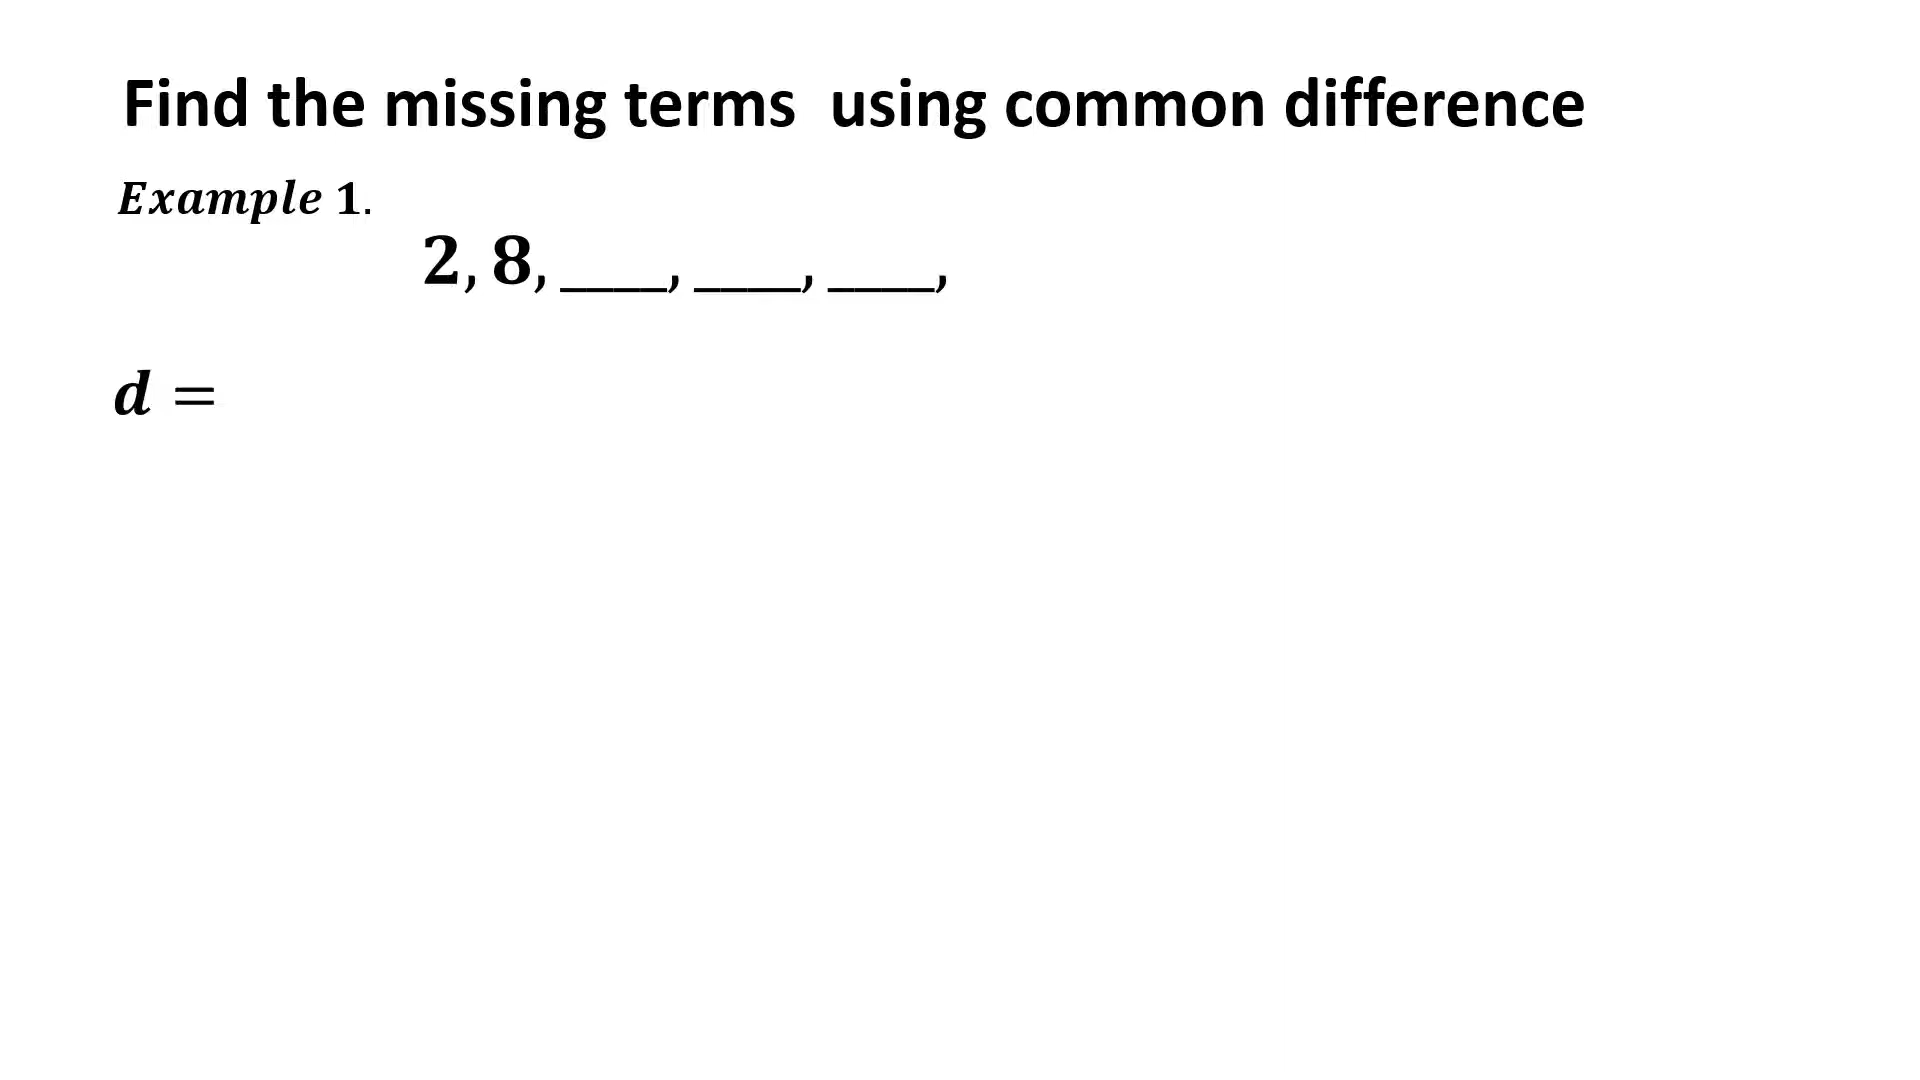 Find the missing terms  using common difference
Example 1.
2, 8, ____, ____, ____,
d =